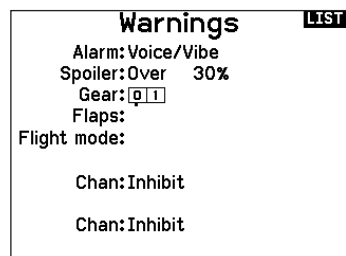 Warnings
LIST
Alarm: Voice/Vibe
Spoiler: Over 30%
Gear: 0 1
Flaps:
Flight mode:
Chan: Inhibit
Chan: Inhibit